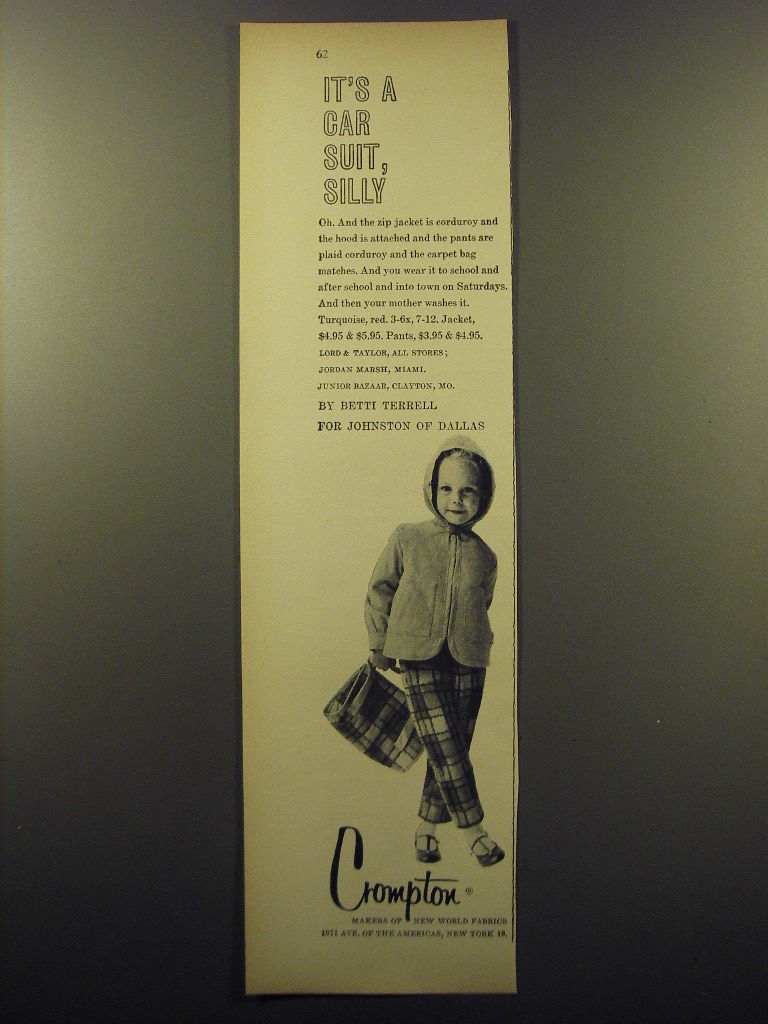 62
IT'S A
CAR
SUIT,
SILLY
Oh. And the zip jacket is corduroy and
the hood is attached and the pants are
plaid corduroy and the carpet bag
matches. And you wear it to school and
after school and into town on Saturdays.
And then your mother washes it.
Turquoise, red. 3-6x, 7-12. Jacket,
$4.95 & $5.95. Pants, $3.95 & $4.95.
LORD & TAYLOR, ALL STORES;
JORDAN MARSH, MIAMI.
JUNIOR BAZAAR, CLAYTON, MO.
BY BETTI TERRELL
FOR JOHNSTON OF DALLAS
Crompton ®
MAKERS OF NEW WORLD FABRICS
1071 AVE. OF THE AMERICAS, NEW YORK 18.